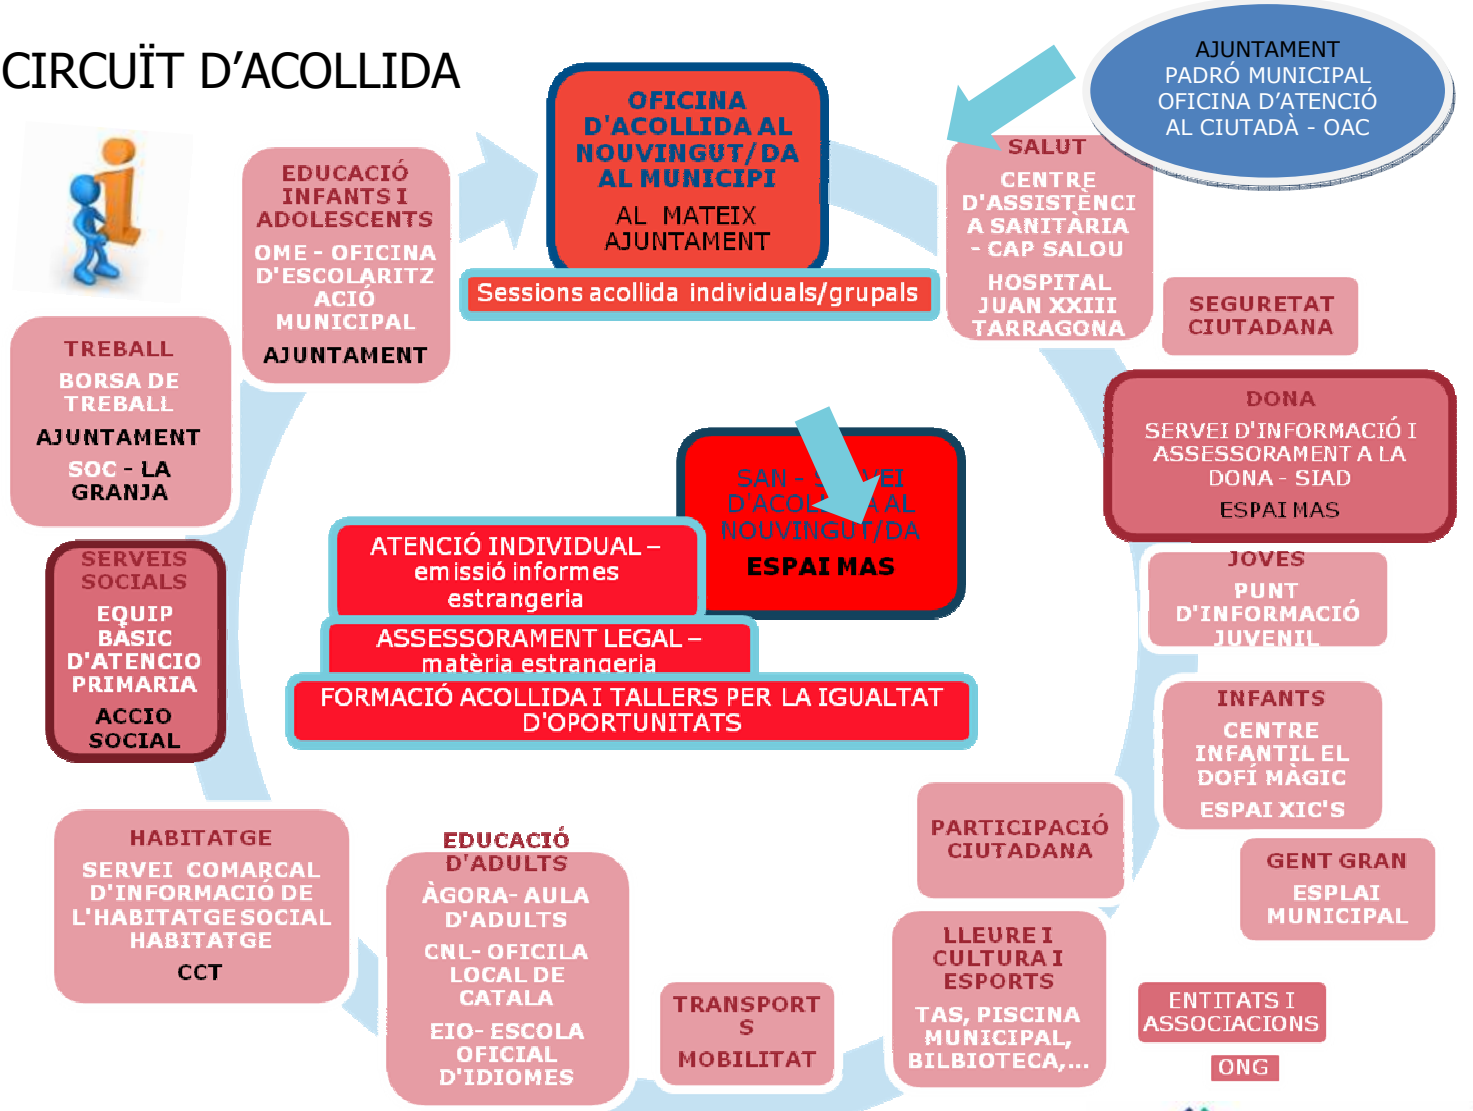 CIRCUÏT D’ACOLLIDA
AJUNTAMENT
PADRÓ MUNICIPAL
OFICINA D’ATENCIÓ
AL CIUTADÀ - OAC
OFICINA
D'ACOLLIDA AL
NOUVINGUT/DA
AL MUNICIPI
AL MATEIX
AJUNTAMENT
Sessions acollida individuals/grupals
SALUT
CENTRE
D'ASSISTÈNCI
A SANITÀRIA
- CAP SALOU
HOSPITAL
JUAN XXIII
TARRAGONA
SEGURETAT
CIUTADANA
DONA
SERVEI D'INFORMACIÓ I
ASSESSORAMENT A LA
DONA - SIAD
ESPAI MAS
JOVES
PUNT
D'INFORMACIÓ
JUVENIL
INFANTS
CENTRE
INFANTIL EL
DOFÍ MÀGIC
ESPAI XIC'S
GENT GRAN
ESPLAI
MUNICIPAL
PARTICIPACIÓ
CIUTADANA
LLEURE I
CULTURA I
ESPORTS
TAS, PISCINA
MUNICIPAL,
BILBIOTECA,...
ENTITATS I
ASSOCIACIONS
ONG
TRANSPORT
S
MOBILITAT
EDUCACIÓ
D'ADULTS
ÀGORA- AULA
D'ADULTS
CNL- OFICILA
LOCAL DE
CATALA
EIO- ESCOLA
OFICIAL
D'IDIOMES
HABITATGE
SERVEI COMARCAL
D'INFORMACIÓ DE
L'HABITATGE SOCIAL
HABITATGE
CCT
SERVEIS
SOCIALS
EQUIP
BÀSIC
D'ATENCIO
PRIMARIA
ACCIO
SOCIAL
TREBALL
BORSA DE
TREBALL
AJUNTAMENT
SOC - LA
GRANJA
EDUCACIÓ
INFANTS I
ADOLESCENTS
OME - OFICINA
D'ESCOLARITZ
ACIÓ
MUNICIPAL
AJUNTAMENT
SAN -
AL
NOUVINGUT/DA
ESPAI MAS
ATENCIÓ INDIVIDUAL –
emissió informes
estrangeria
ASSESSORAMENT LEGAL –
matèria estrangeria
FORMACIÓ ACOLLIDA I TALLERS PER LA IGUALTAT
D'OPORTUNITATS